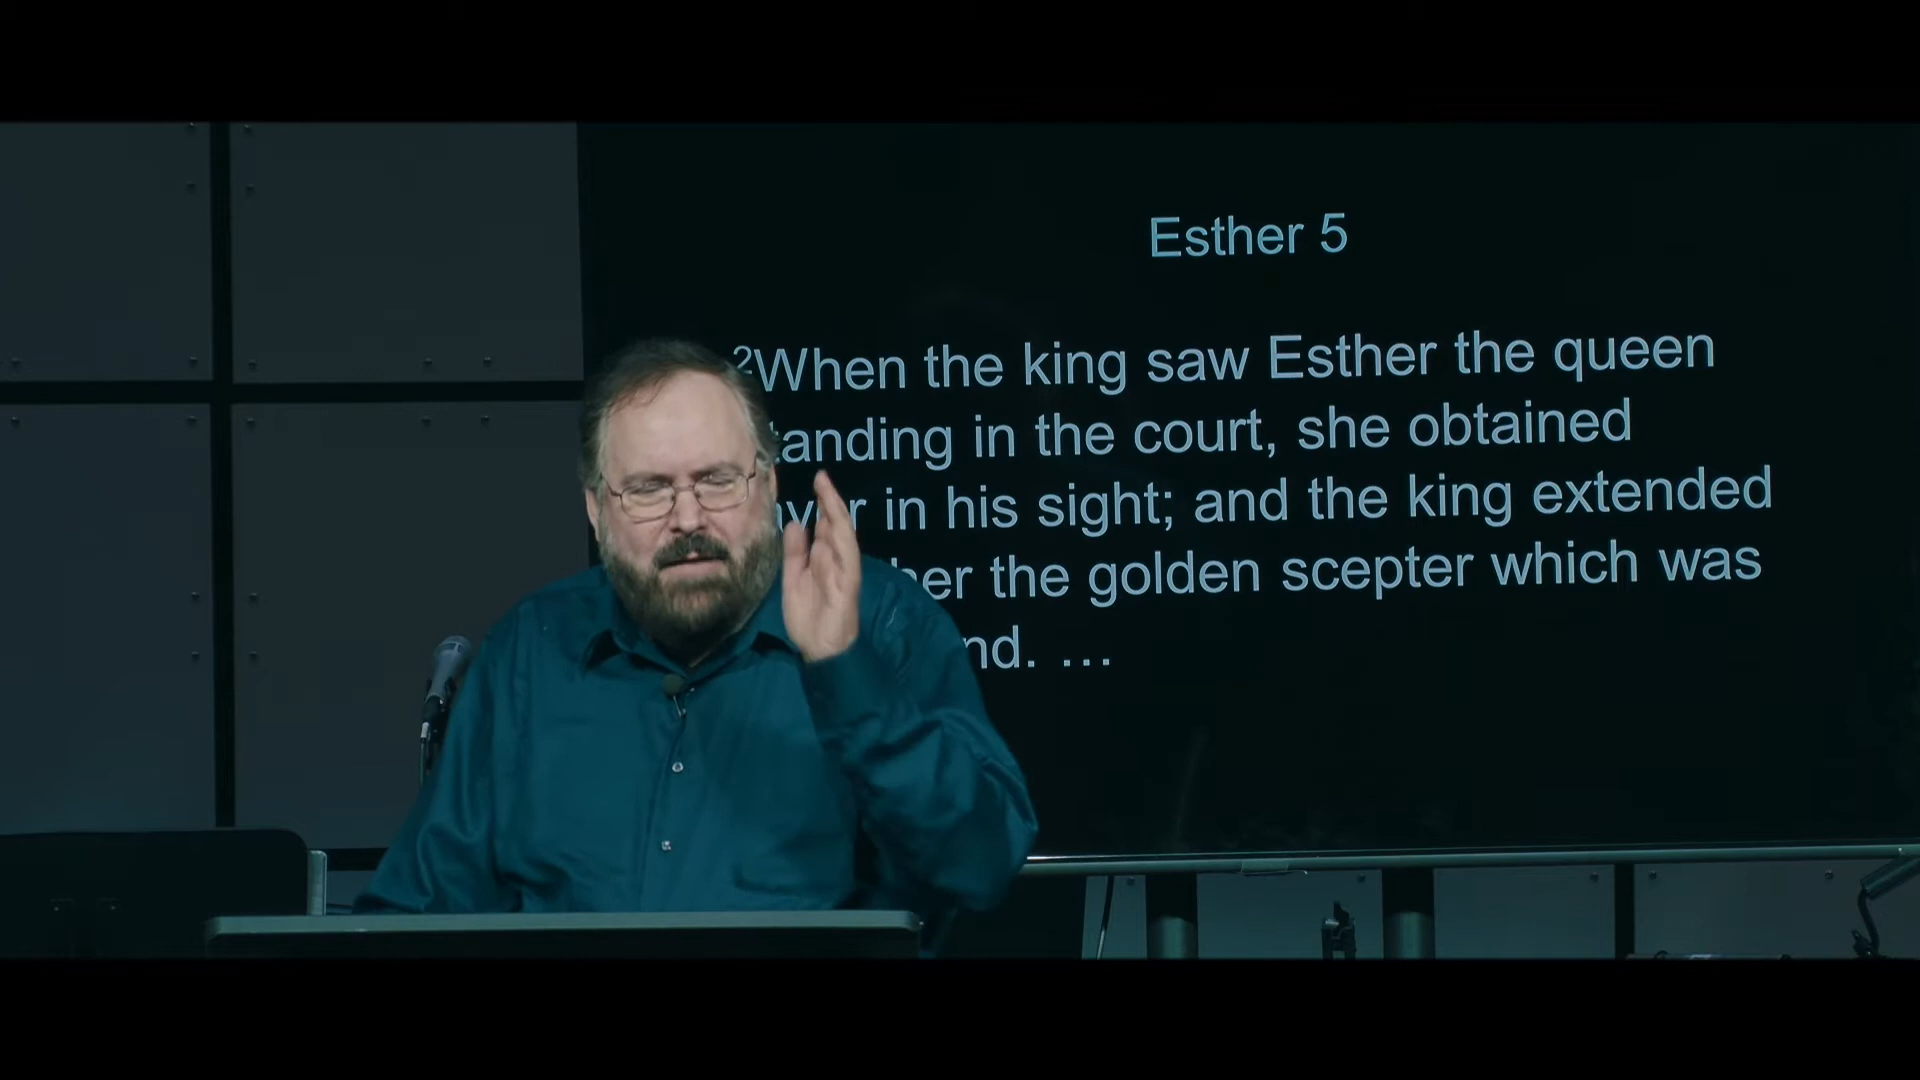 Esther 5
2When the king saw Esther the queen
tanding in the court, she obtained
in his sight; and the king extended
her the golden scepter which was
nd. …